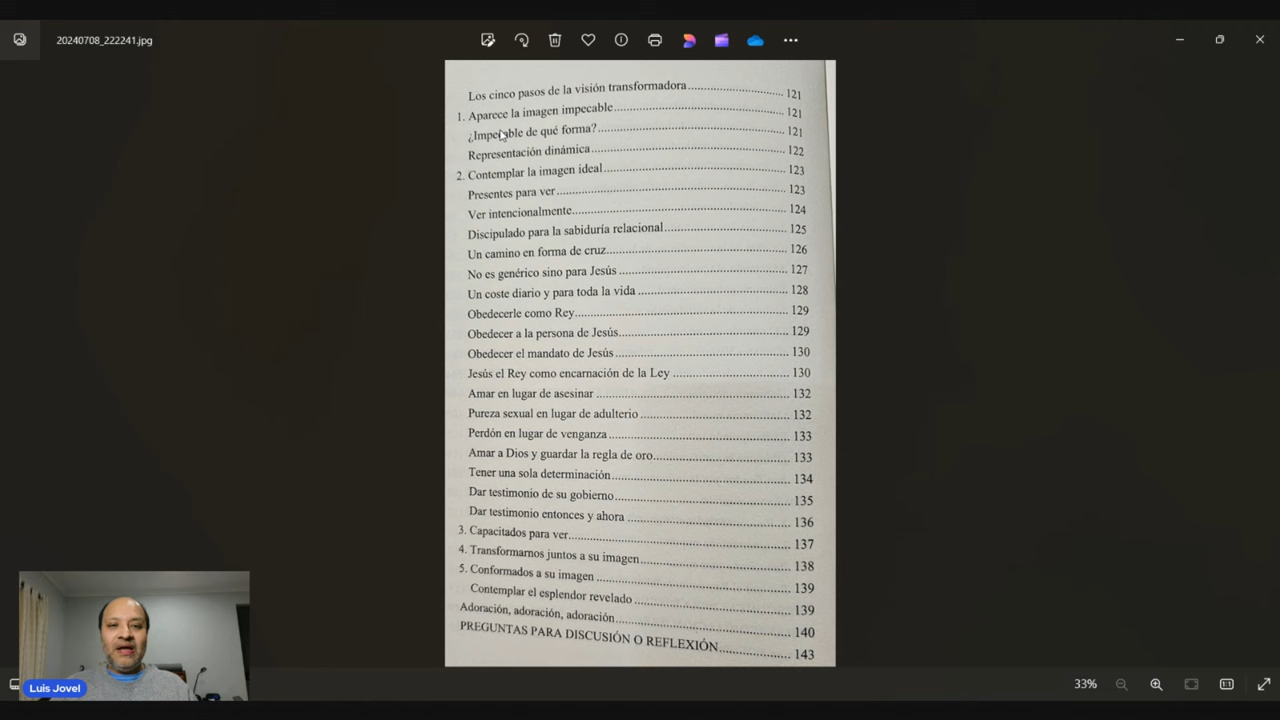 20240708_222241.jpg
Los cinco pasos de la visión transformadora 121
1. Aparece la imagen impecable 121
¿Impecable de qué forma? 121
Representación dinámica 122
2. Contemplar la imagen ideal 123
Presentes para ver 123
Ver intencionalmente 124
Discipulado para la sabiduría relacional 125
Un camino en forma de cruz 126
No es genérico sino para Jesús 127
Un coste diario y para toda la vida 128
Obedecerle como Rey 129
Obedecer a la persona de Jesús 129
Obedecer el mandato de Jesús 130
Jesús el Rey como encarnación de la Ley 130
Amar en lugar de asesinar 132
Pureza sexual en lugar de adulterio 132
Perdón en lugar de venganza 133
Amar a Dios y guardar la regla de oro 133
Tener una sola determinación 134
Dar testimonio de su gobierno 135
Dar testimonio entonces y ahora 136
3. Capacitados para ver 137
4. Transformarnos juntos a su imagen 138
5. Conformados a su imagen 139
Contemplar el esplendor revelado 139
Adoración, adoración, adoración 140
PREGUNTAS PARA DISCUSIÓN O REFLEXIÓN 143
Luis Jovel
33%